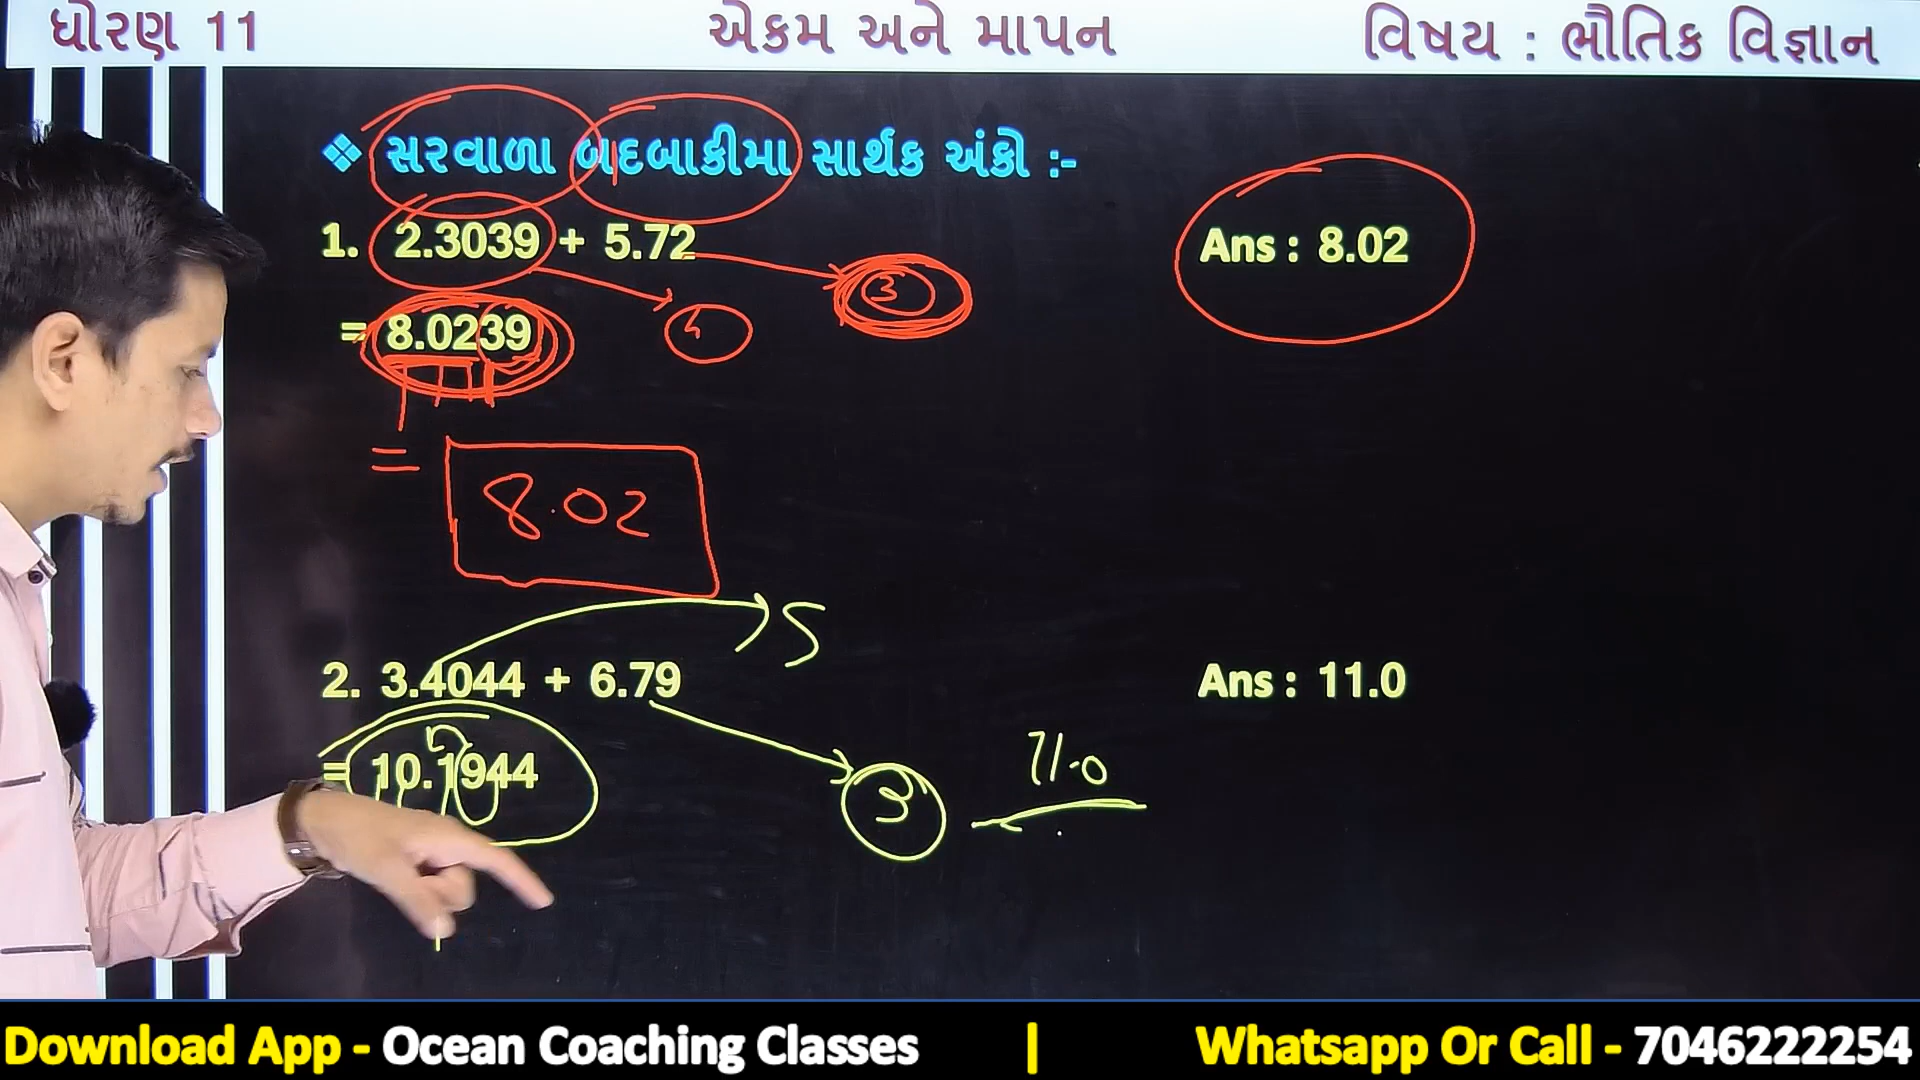 ધોરણ 11 એકમ અને માપન વિષય : ભૌતિક વિજ્ઞાન
❖ સરવાળા બાદબાકીમા સાર્થક અંકો :-
1. 2.3039 + 5.72 Ans : 8.02
3
= 8.0239
= 8.02
5
2. 3.4044 + 6.79 Ans : 11.0
= 10.1944 3 11.0
Download App - Ocean Coaching Classes | Whatsapp Or Call - 7046222254